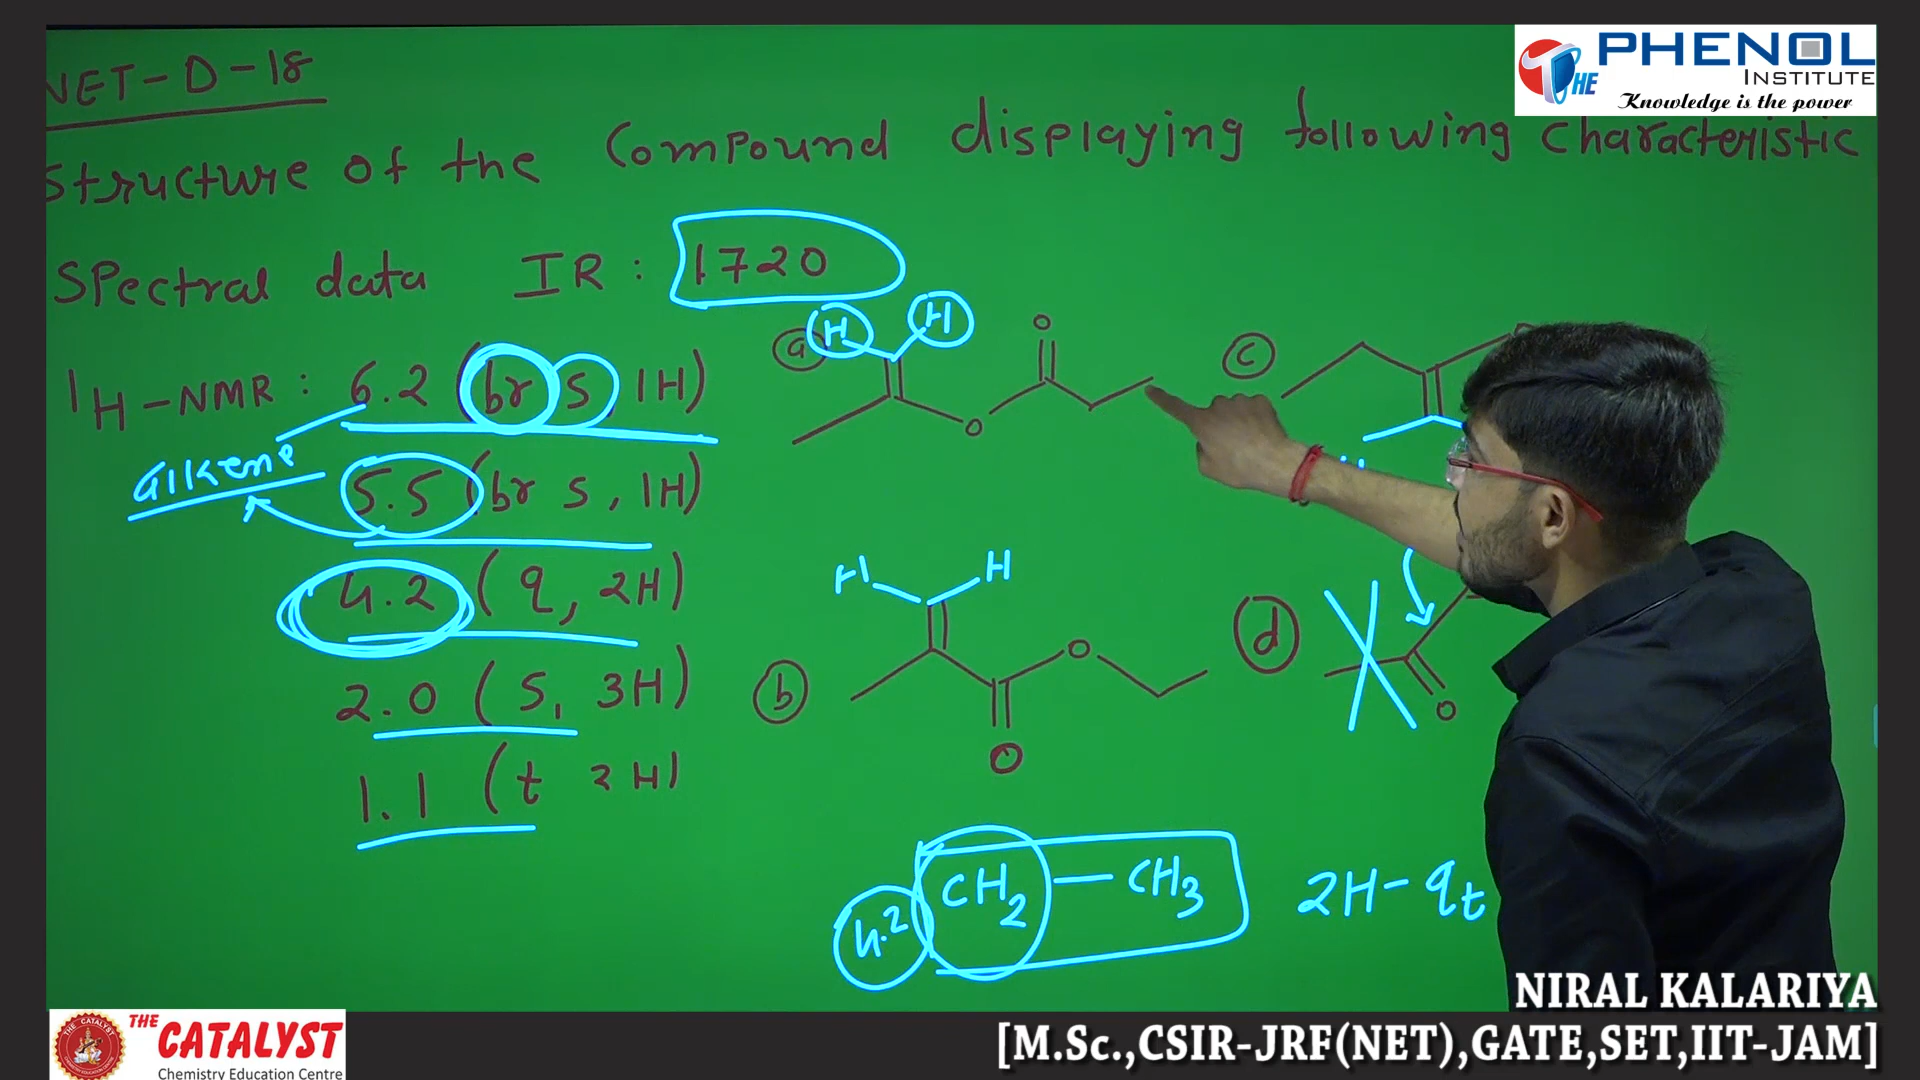 NET-D-18
THE PHENOL
INSTITUTE
Knowledge is the power
Structure of the Compound displaying following characteristic
Spectral data IR : 1720
¹H-NMR : 6.2 (br s, 1H)
alkene
5.5 (br s, 1H)
4.2 (q, 2H)
2.0 (s, 3H)
1.1 (t 3H)
(a) H H O O
(c)
(b) H H O O
(d) O
4.2 CH₂ — CH₃ 2H- qt
NIRAL KALARIYA
[M.Sc.,CSIR-JRF(NET),GATE,SET,IIT-JAM]
THE CATALYST
Chemistry Education Centre